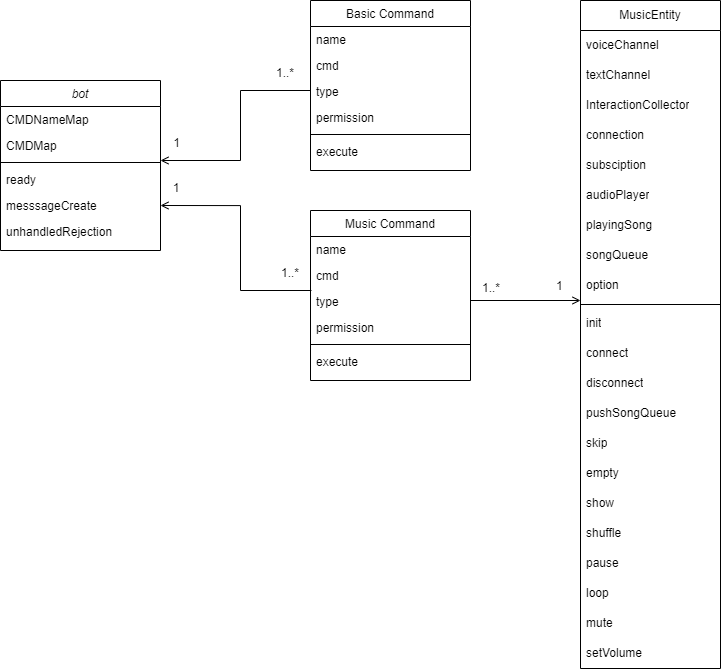 bot
CMDNameMap
CMDMap
ready
messsageCreate
unhandledRejection
1
1
1..*
1..*
Basic Command
name
cmd
type
permission
execute
Music Command
name
cmd
type
permission
execute
1..*
1
MusicEntity
voiceChannel
textChannel
InteractionCollector
connection
subsciption
audioPlayer
playingSong
songQueue
option
init
connect
disconnect
pushSongQueue
skip
empty
show
shuffle
pause
loop
mute
setVolume